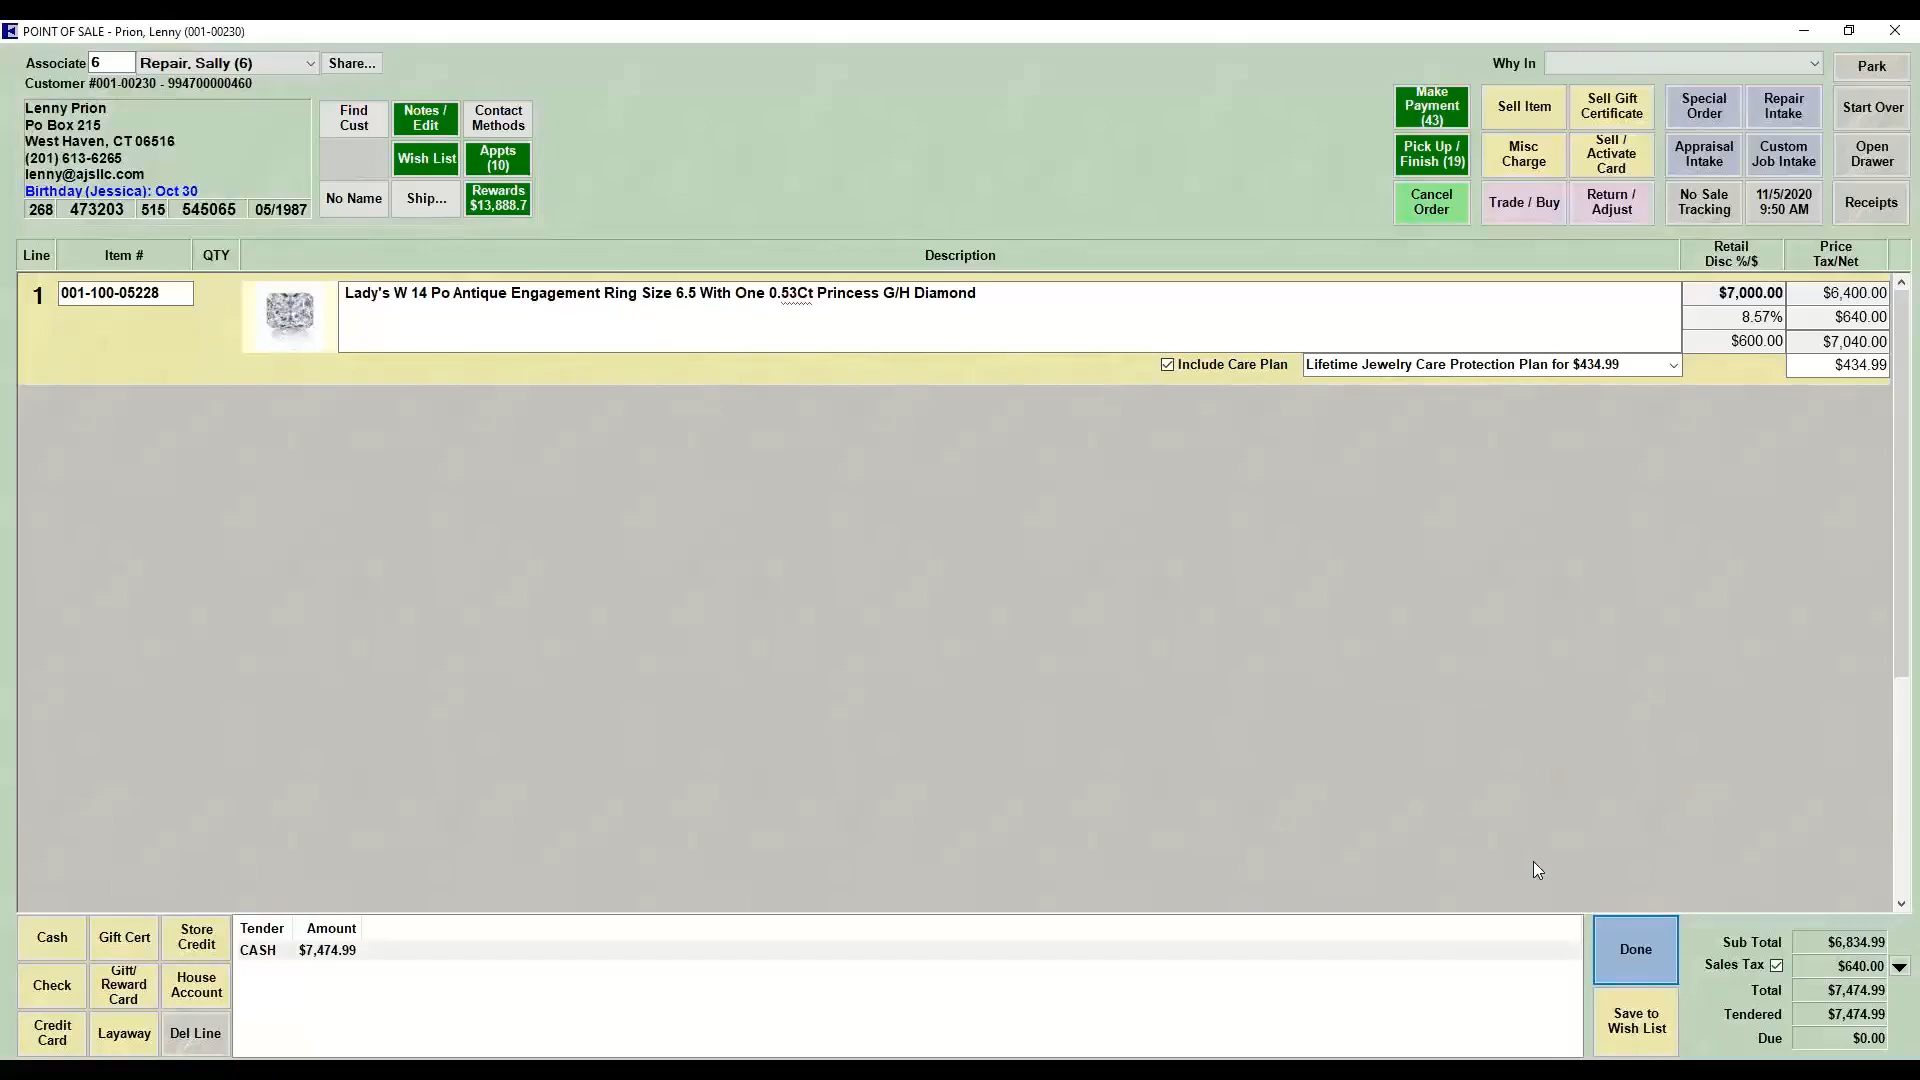 POINT OF SALE - Prion, Lenny (001-00230)
Associate 6 Repair, Sally (6) Share...
Why In
Park
Customer #001-00230 - 994700000460
Lenny Prion
Po Box 215
West Haven, CT 06516
(201) 613-6265
lenny@ajsllc.com
Birthday (Jessica): Oct 30
268 473203 515 545065 05/1987
Find
Cust
Notes /
Edit
Contact
Methods
Wish List
Appts
(10)
No Name
Ship...
Rewards
$13,888.7
Make
Payment
(43)
Sell Item
Sell Gift
Certificate
Special
Order
Repair
Intake
Start Over
Pick Up /
Finish (19)
Misc
Charge
Sell /
Activate
Card
Appraisal
Intake
Custom
Job Intake
Open
Drawer
Cancel
Order
Trade / Buy
Return /
Adjust
No Sale
Tracking
11/5/2020
9:50 AM
Receipts
Line
Item #
QTY
Description
Retail
Disc %/$
Price
Tax/Net
1 001-100-05228 Lady's W 14 Po Antique Engagement Ring Size 6.5 With One 0.53Ct Princess G/H Diamond $7,000.00 $6,400.00
8.57% $640.00
$600.00 $7,040.00
Include Care Plan Lifetime Jewelry Care Protection Plan for $434.99 $434.99
Cash
Gift Cert
Store
Credit
Check
Gift/
Reward
Card
House
Account
Credit
Card
Layaway
Del Line
Tender Amount
CASH $7,474.99
Done
Save to
Wish List
Sub Total $6,834.99
Sales Tax $640.00
Total $7,474.99
Tendered $7,474.99
Due $0.00